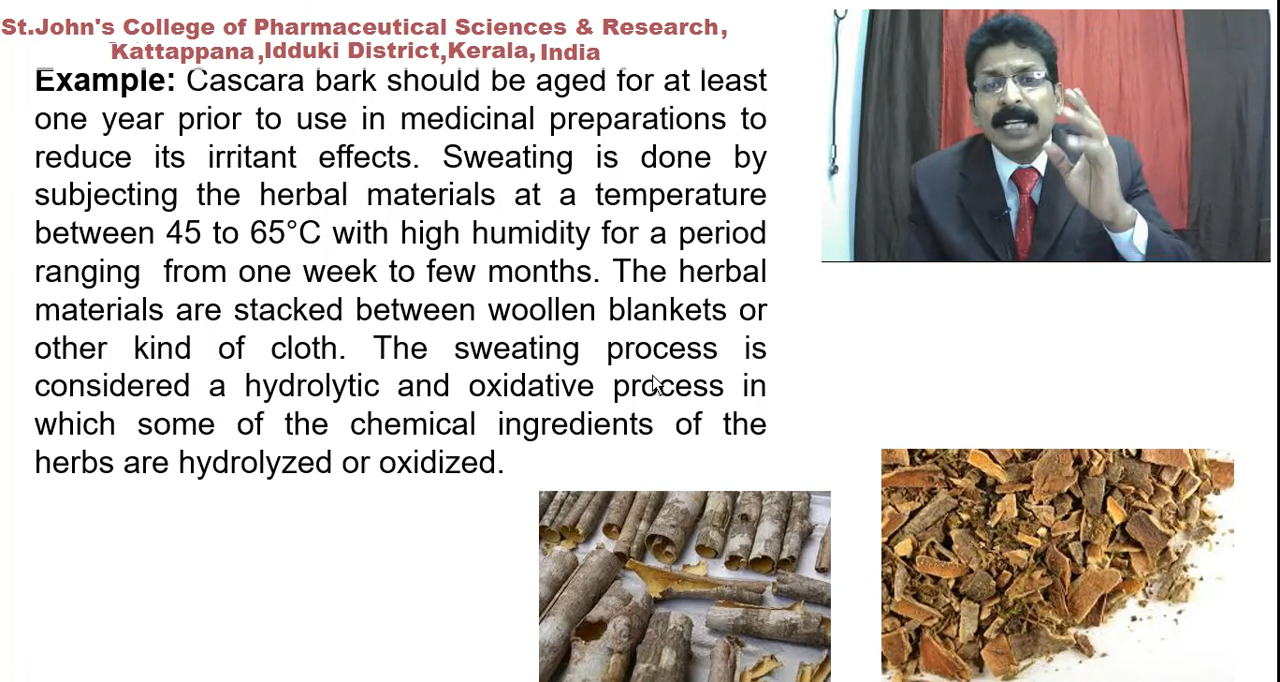 St.John's College of Pharmaceutical Sciences & Research,
Kattappana,Idduki District,Kerala, India
Example: Cascara bark should be aged for at least
one year prior to use in medicinal preparations to
reduce its irritant effects. Sweating is done by
subjecting the herbal materials at a temperature
between 45 to 65°C with high humidity for a period
ranging from one week to few months. The herbal
materials are stacked between woollen blankets or
other kind of cloth. The sweating process is
considered a hydrolytic and oxidative process in
which some of the chemical ingredients of the
herbs are hydrolyzed or oxidized.